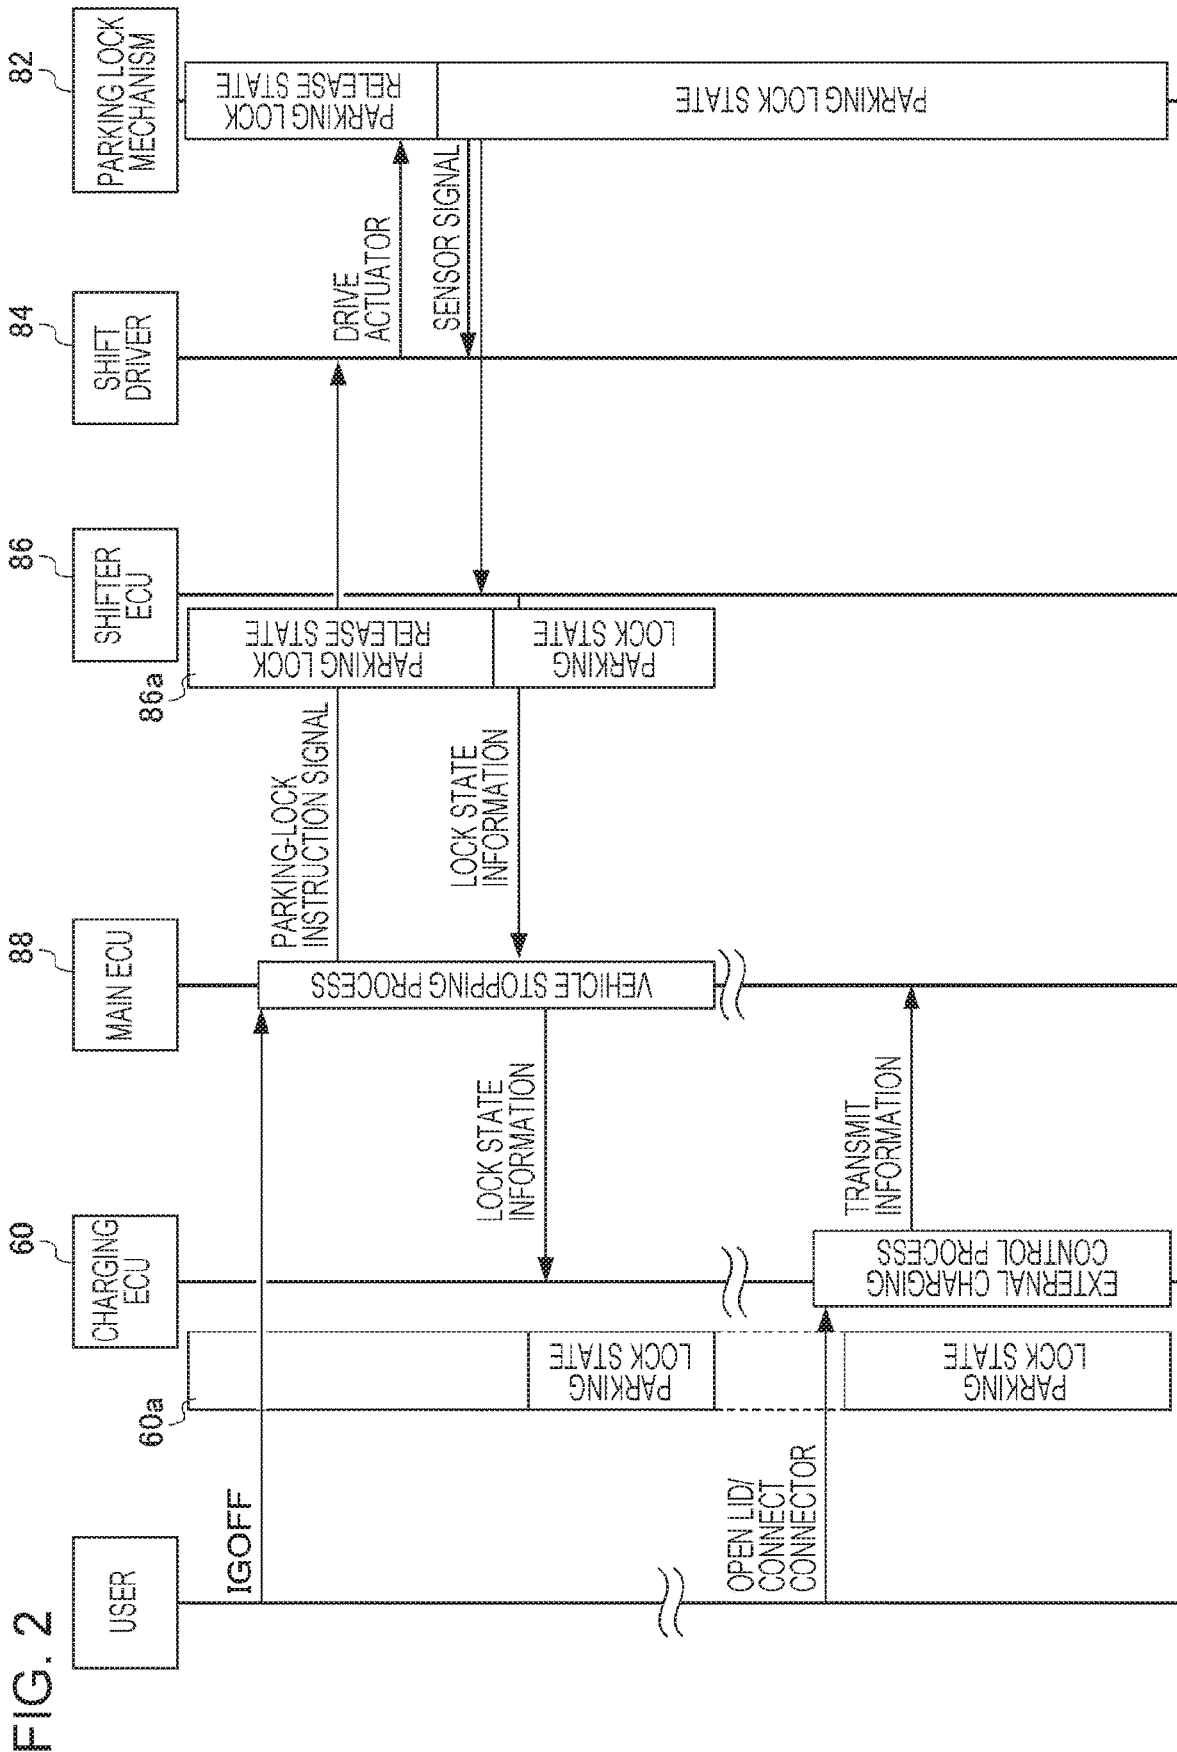 FIG. 2
USER
CHARGING
ECU
60
MAIN ECU
88
SHIFTER
ECU
86
SHIFT
DRIVER
84
PARKING LOCK
MECHANISM
82
IGOFF
60a
86a
PARKING LOCK
RELEASE STATE
PARKING LOCK
RELEASE STATE
VEHICLE STOPPING PROCESS
PARKING-LOCK
INSTRUCTION SIGNAL
DRIVE
ACTUATOR
SENSOR SIGNAL
PARKING LOCK STATE
PARKING
LOCK STATE
LOCK STATE
INFORMATION
LOCK STATE
INFORMATION
PARKING
LOCK STATE
OPEN LID/
CONNECT
CONNECTOR
EXTERNAL CHARGING
CONTROL PROCESS
TRANSMIT
INFORMATION
PARKING
LOCK STATE